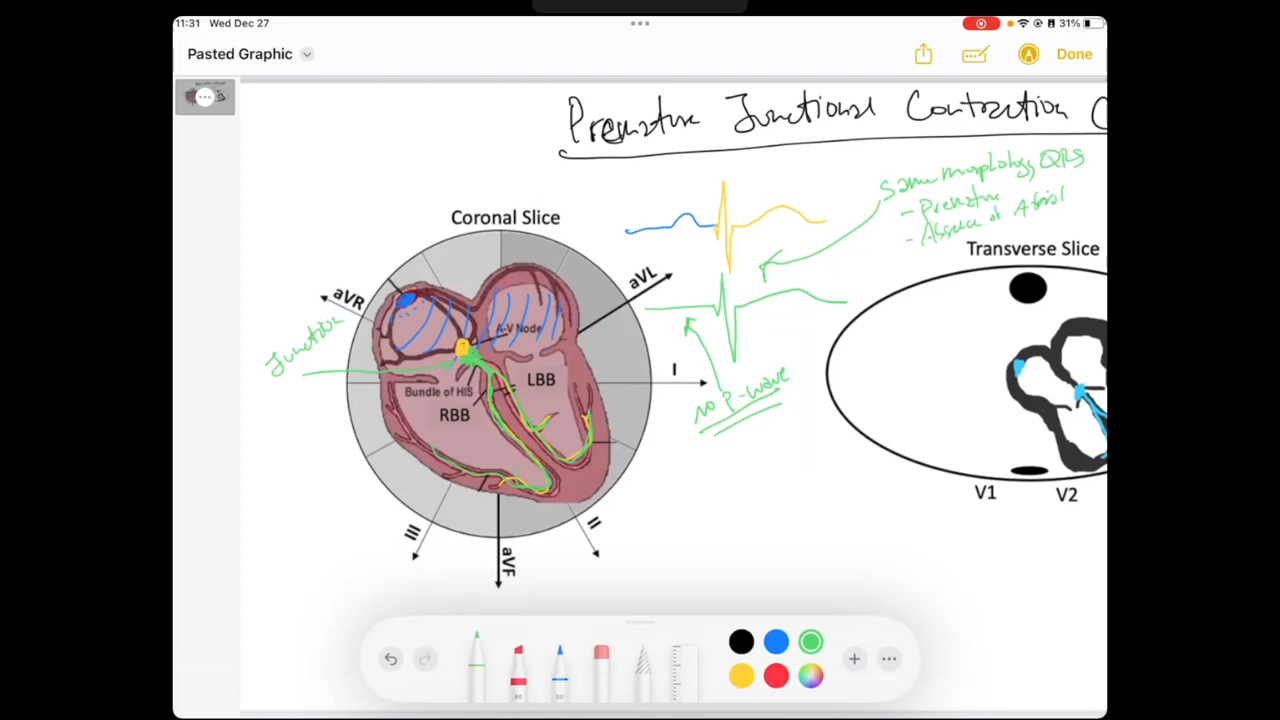 11:31 Wed Dec 27
31%
Pasted Graphic
Done
Premature Junctional Contraction (
Same morphology QRS
- Premature
- Absence of Atrial
Coronal Slice
Transverse Slice
aVL
aVR
A-V Node
Junction
I
LBB
Bundle of HIS
RBB
no P-wave
V1
V2
III
II
aVF